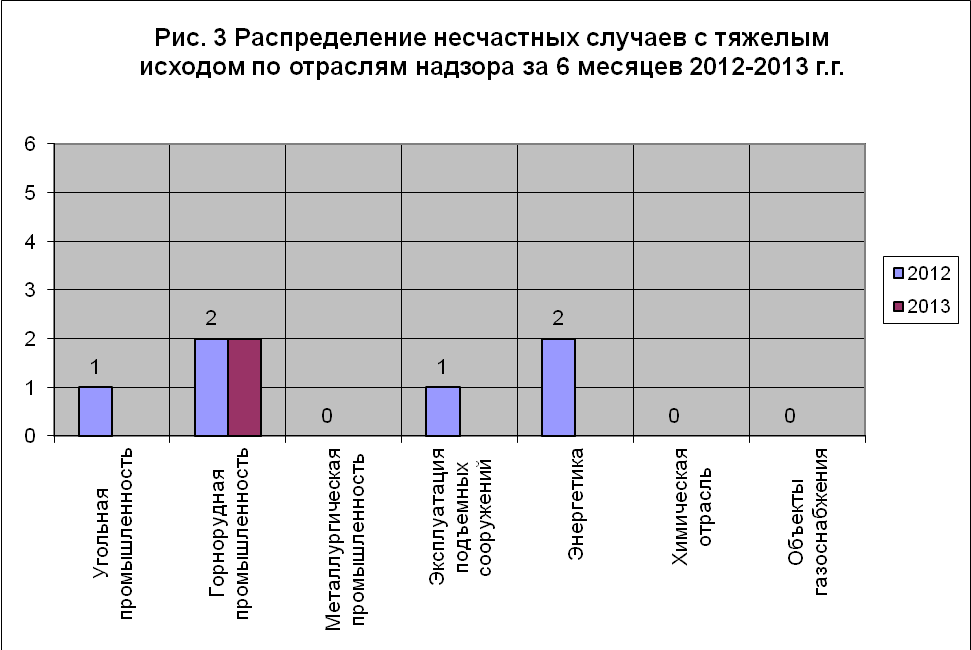 Рис. 3 Распределение несчастных случаев с тяжелым
исходом по отраслям надзора за 6 месяцев 2012-2013 г.г.
6
5
4
3
2
1
0
1
2
0
1
2
0
0
2012
2013
Угольная
промышленность
Горнорудная
промышленность
Металлургическая
промышленность
Эксплуатация
подъемных
сооружений
Энергетика
Химическая
отрасль
Объекты
газоснабжения